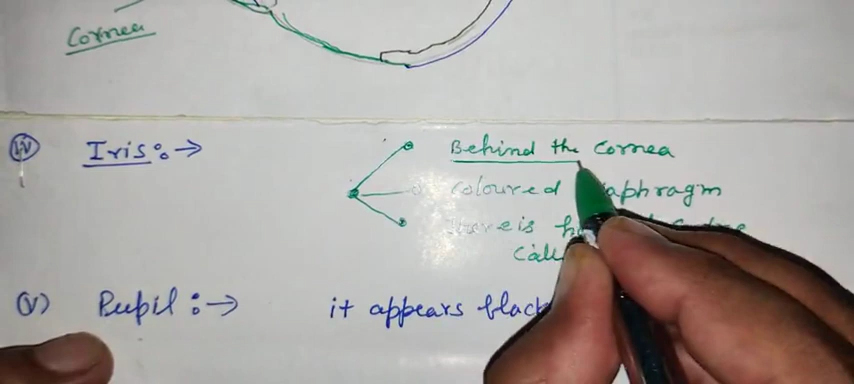 Cornea
(iv) Iris :→ Behind the Cornea
Coloured
There is
(v) Pupil :→ it appears black